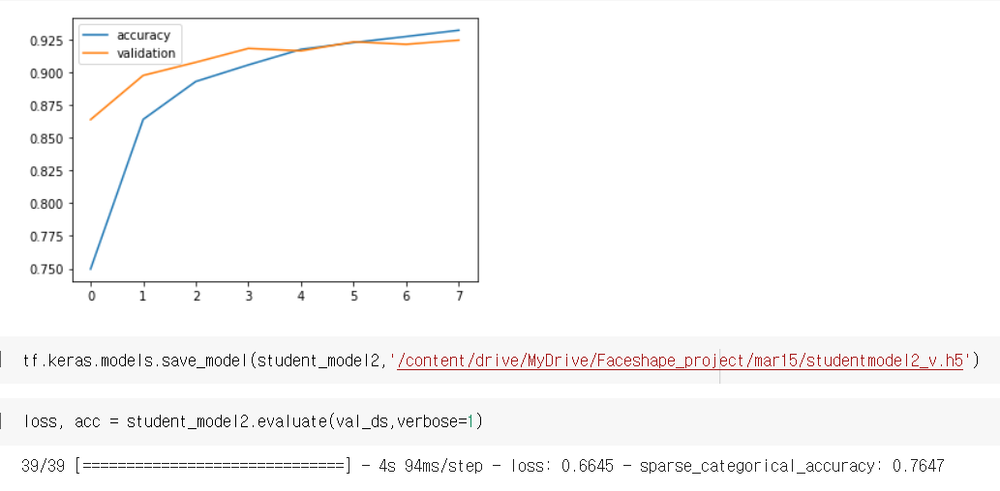 accuracy
validation
0.925
0.900
0.875
0.850
0.825
0.800
0.775
0.750
0 1 2 3 4 5 6 7
tf.keras.models.save_model(student_model2,'/content/drive/MyDrive/Faceshape_project/mar15/studentmodel2_v.h5')
loss, acc = student_model2.evaluate(val_ds,verbose=1)
39/39 [==============================] - 4s 94ms/step - loss: 0.6645 - sparse_categorical_accuracy: 0.7647